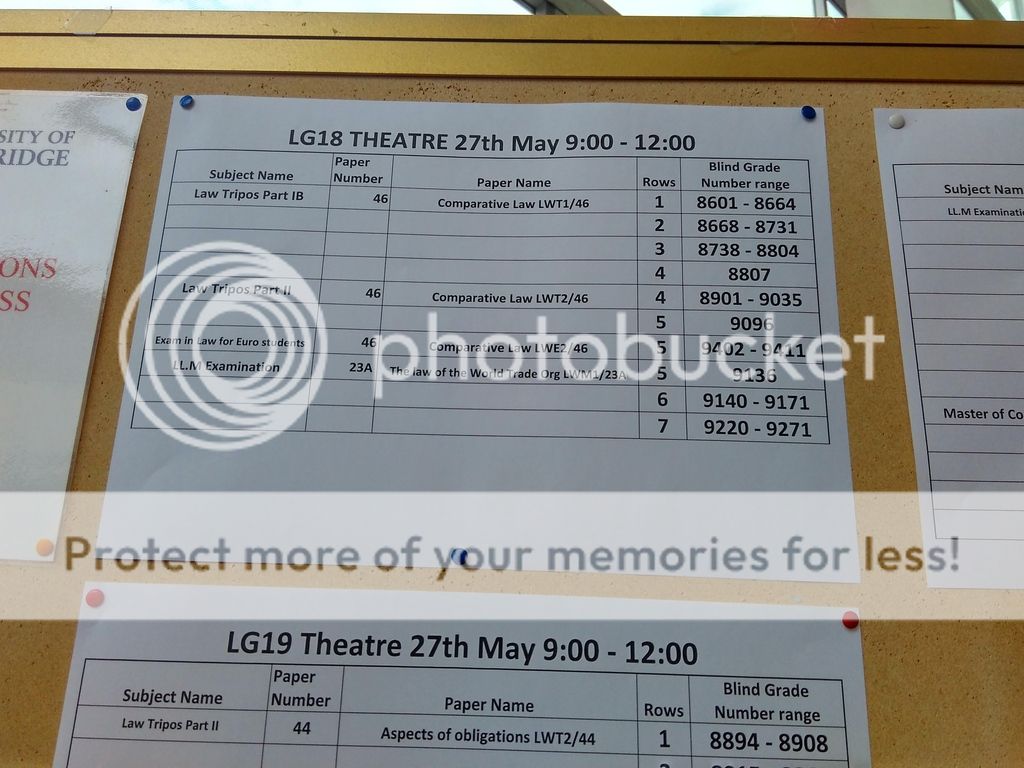 SITY OF
RIDGE
ONS
SS
LG18 THEATRE 27th May 9:00 - 12:00
Subject Name Paper Number Paper Name Rows Blind Grade Number range
Law Tripos Part IB 46 Comparative Law LWT1/46 1 8601 - 8664
2 8668 - 8731
3 8738 - 8804
4 8807
Law Tripos Part II 46 Comparative Law LWT2/46 4 8901 - 9035
5 9096
Exam in Law for Euro students 46 Comparative Law LWE2/46 5 9402 - 9411
LL.M Examination 23A The law of the World Trade Org LWM1/23A 5 9136
6 9140 - 9171
7 9220 - 9271
Subject Nam
LL.M Examinatio
Master of Co
photobucket
Protect more of your memories for less!
LG19 Theatre 27th May 9:00 - 12:00
Subject Name Paper Number Paper Name Rows Blind Grade Number range
Law Tripos Part II 44 Aspects of obligations LWT2/44 1 8894 - 8908